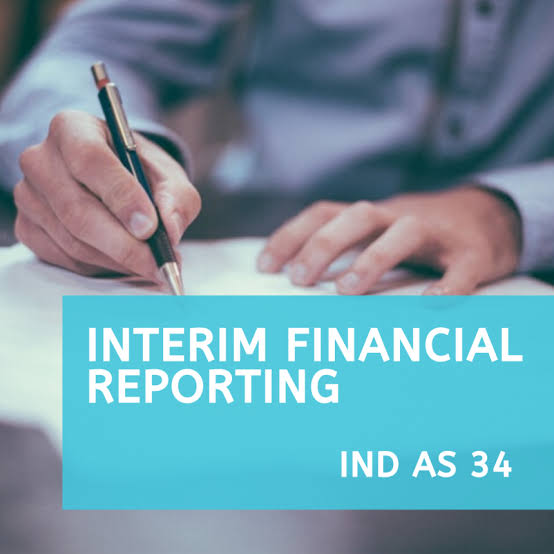 INTERIM FINANCIAL
REPORTING
IND AS 34